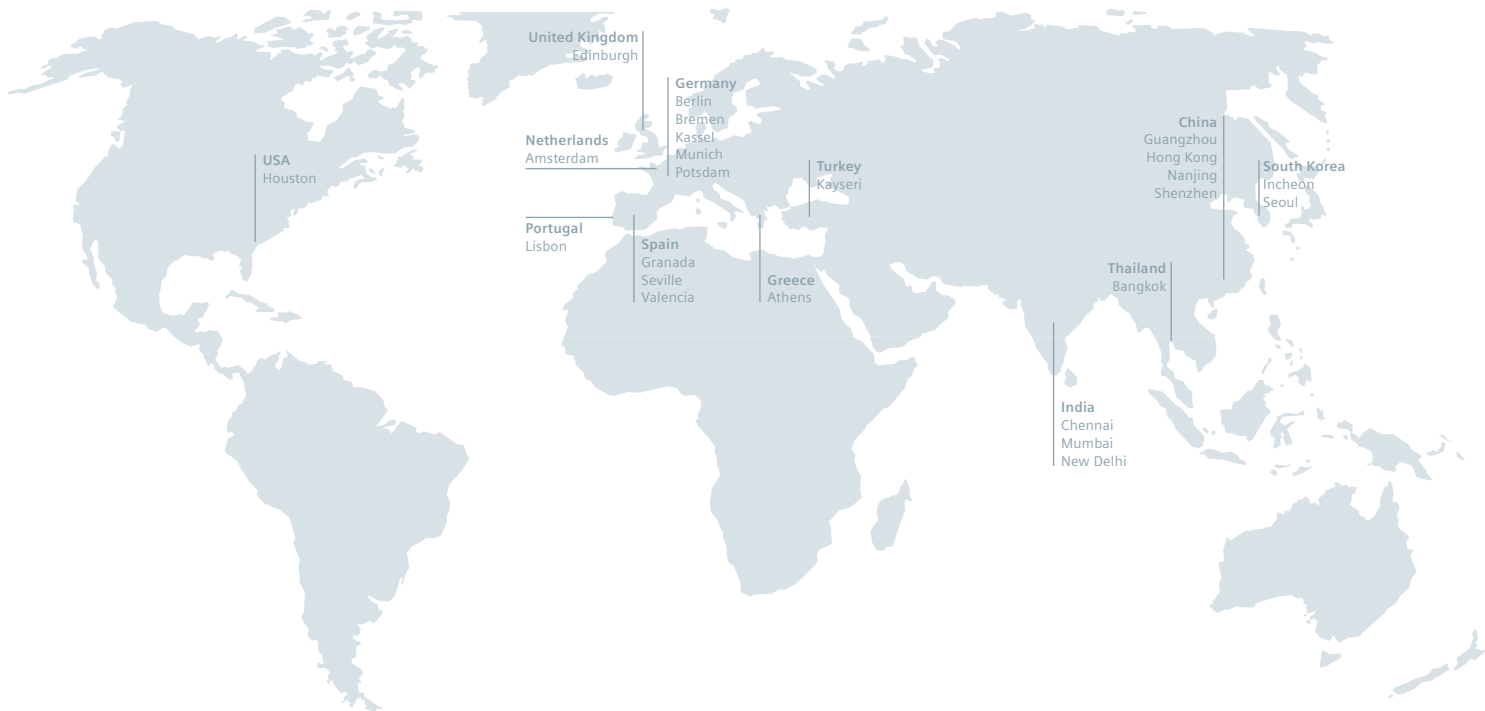 United Kingdom
Edinburgh
Germany
Berlin
Bremen
Kassel
Munich
Potsdam
Netherlands
Amsterdam
USA
Houston
Turkey
Kayseri
China
Guangzhou
Hong Kong
Nanjing
Shenzhen
South Korea
Incheon
Seoul
Portugal
Lisbon
Spain
Granada
Seville
Valencia
Greece
Athens
Thailand
Bangkok
India
Chennai
Mumbai
New Delhi